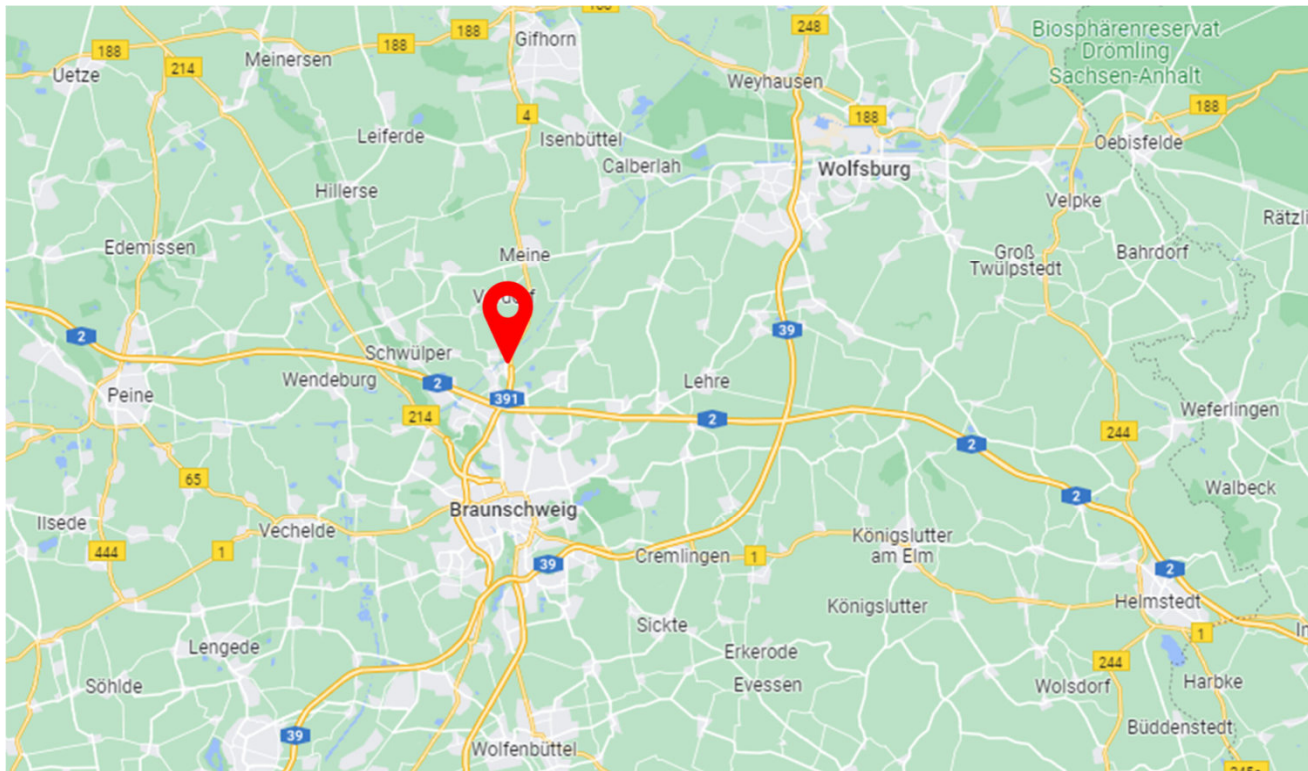 188
248
Biosphärenreservat
Drömling
Sachsen-Anhalt
188
188
Gifhorn
188
Meinersen
214
Uetze
Weyhausen
188
188
4
Leiferde
Isenbüttel
Calberlah
Oebisfelde
Wolfsburg
Hillerse
Velpke
Edemissen
Meine
Groß
Twülpstedt
Bahrdorf
2
39
Schwülper
Wendeburg
2
391
Lehre
Peine
214
2
Weferlingen
244
2
65
Walbeck
2
Braunschweig
Ilsede
Vechelde
Königslutter
am Elm
444
1
Cremlingen
1
39
2
Helmstedt
Königslutter
Sickte
1
Lengede
Erkerode
244
Söhlde
Evessen
Wolsdorf
Harbke
Büddenstedt
39
Wolfenbüttel